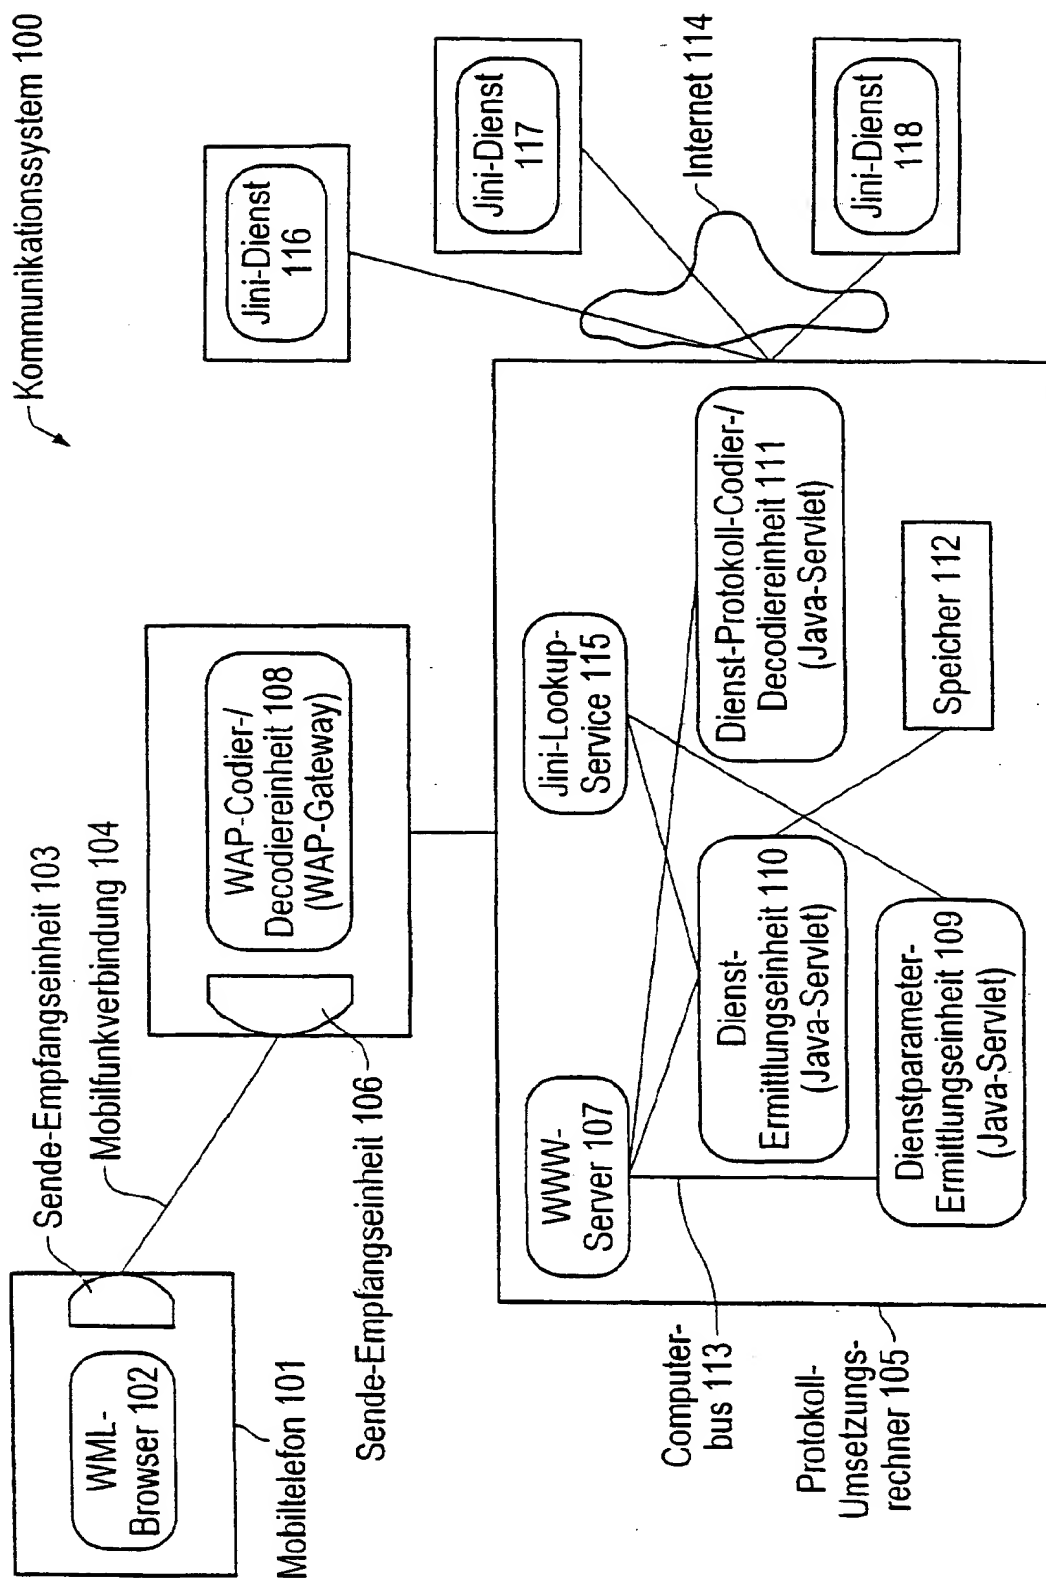 Kommunikationssystem 100
WML-
Browser 102
Mobiltelefon 101
Sende-Empfangseinheit 103
Mobilfunkverbindung 104
Sende-Empfangseinheit 106
WAP-Codier-/
Decodiereinheit 108
(WAP-Gateway)
Jini-Dienst
116
Jini-Dienst
117
Internet 114
Jini-Dienst
118
WWW-
Server 107
Jini-Lookup-
Service 115
Dienst-
Ermittlungseinheit 110
(Java-Servlet)
Dienst-Protokoll-Codier-/
Decodiereinheit 111
(Java-Servlet)
Dienstparameter-
Ermittlungseinheit 109
(Java-Servlet)
Speicher 112
Computer-
bus 113
Protokoll-
Umsetzungs-
rechner 105